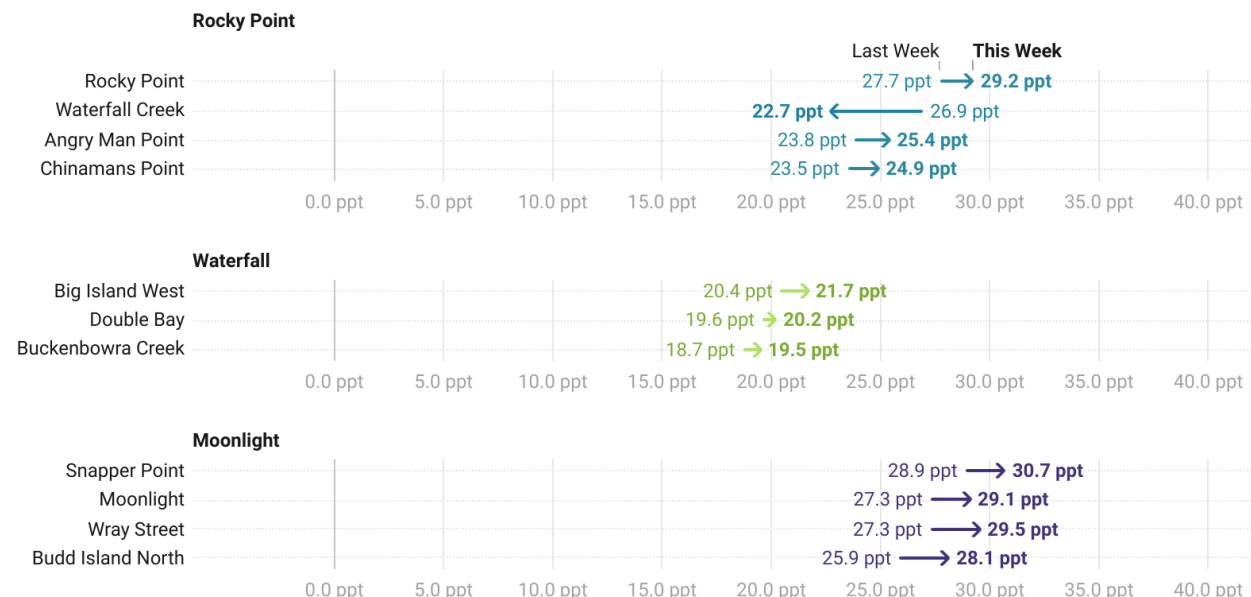 Rocky Point
Last Week This Week
Rocky Point 27.7 ppt 29.2 ppt
Waterfall Creek 22.7 ppt 26.9 ppt
Angry Man Point 23.8 ppt 25.4 ppt
Chinamans Point 23.5 ppt 24.9 ppt
0.0 ppt 5.0 ppt 10.0 ppt 15.0 ppt 20.0 ppt 25.0 ppt 30.0 ppt 35.0 ppt 40.0 ppt
Waterfall
Big Island West 20.4 ppt 21.7 ppt
Double Bay 19.6 ppt 20.2 ppt
Buckenbowra Creek 18.7 ppt 19.5 ppt
0.0 ppt 5.0 ppt 10.0 ppt 15.0 ppt 20.0 ppt 25.0 ppt 30.0 ppt 35.0 ppt 40.0 ppt
Moonlight
Snapper Point 28.9 ppt 30.7 ppt
Moonlight 27.3 ppt 29.1 ppt
Wray Street 27.3 ppt 29.5 ppt
Budd Island North 25.9 ppt 28.1 ppt
0.0 ppt 5.0 ppt 10.0 ppt 15.0 ppt 20.0 ppt 25.0 ppt 30.0 ppt 35.0 ppt 40.0 ppt